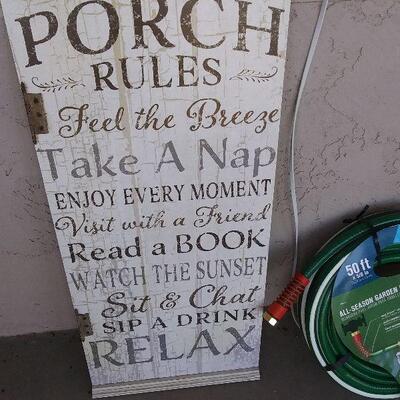 PORCH
RULES
Feel the Breeze
Take A Nap
ENJOY EVERY MOMENT
Visit with a Friend
Read a BOOK
WATCH THE SUNSET
Sit & Chat
SIP A DRINK
RELAX
50 ft
ALL-SEASON GARDEN